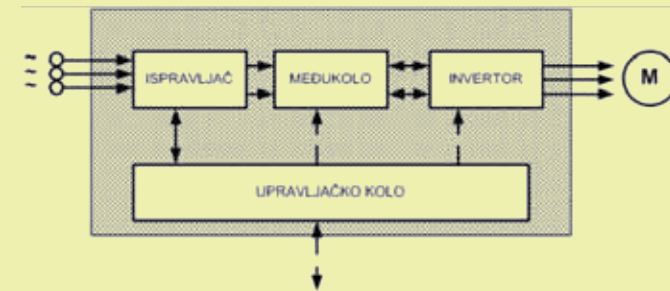 ~
~
~
ISPRAVLJAČ
MEĐUKOLO
INVERTOR
M
UPRAVLJAČKO KOLO